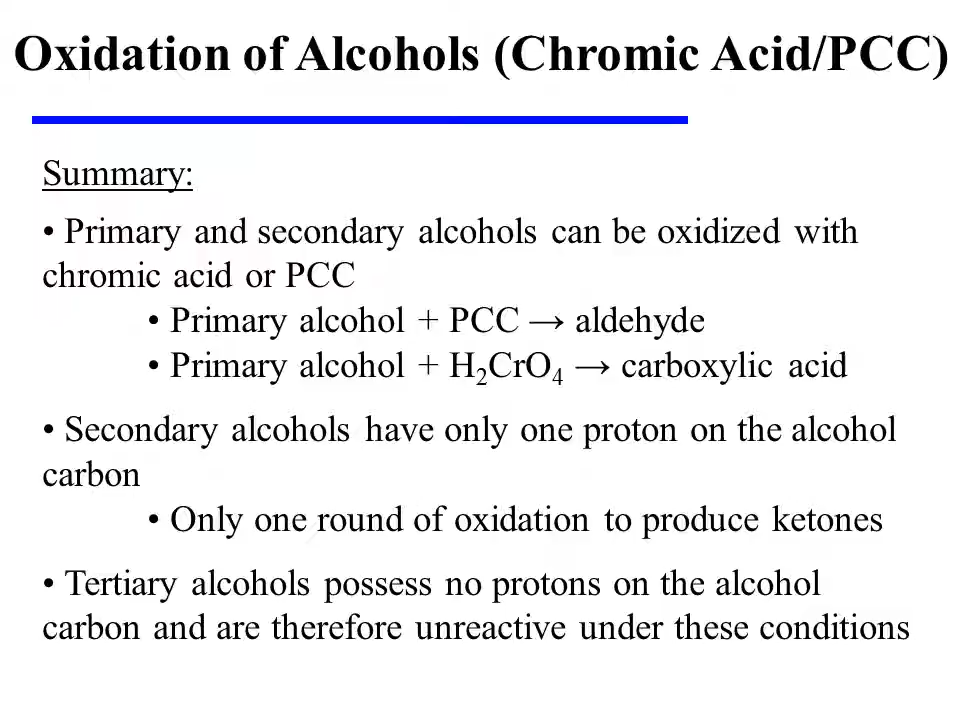 Oxidation of Alcohols (Chromic Acid/PCC)
Summary:
• Primary and secondary alcohols can be oxidized with
chromic acid or PCC
• Primary alcohol + PCC → aldehyde
• Primary alcohol + H₂CrO₄ → carboxylic acid
• Secondary alcohols have only one proton on the alcohol
carbon
• Only one round of oxidation to produce ketones
• Tertiary alcohols possess no protons on the alcohol
carbon and are therefore unreactive under these conditions